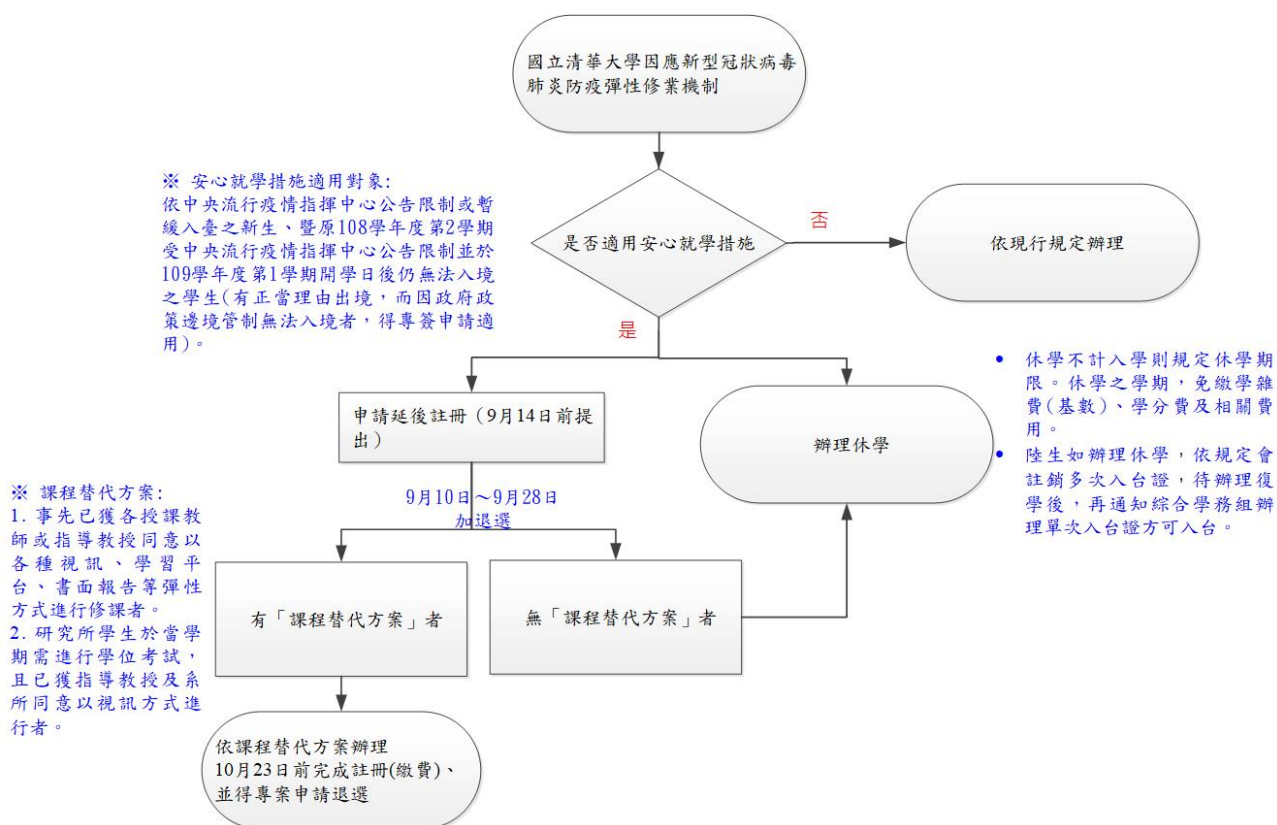 國立清華大學因應新型冠狀病毒
肺炎防疫彈性修業機制
※ 安心就學措施適用對象:
依中央流行疫情指揮中心公告限制或暫
緩入臺之新生、暨原108學年度第2學期
受中央流行疫情指揮中心公告限制並於
109學年度第1學期開學日後仍無法入境
之學生(有正當理由出境，而因政府政
策邊境管制無法入境者，得專簽申請適
用)。
是否適用安心就學措施
否
依現行規定辦理
是
申請延後註冊（9月14日前提
出）
辦理休學
• 休學不計入學則規定休學期
限。休學之學期，免繳學雜
費(基數)、學分費及相關費
用。
• 陸生如辦理休學，依規定會
註銷多次入台證，待辦理復
學後，再通知綜合學務組辦
理單次入台證方可入台。
9月10日～9月28日
加退選
※ 課程替代方案:
1. 事先已獲各授課教
師或指導教授同意以
各種視訊、學習平
台、書面報告等彈性
方式進行修課者。
2. 研究所學生於當學
期需進行學位考試，
且已獲指導教授及系
所同意以視訊方式進
行者。
有「課程替代方案」者
無「課程替代方案」者
依課程替代方案辦理
10月23日前完成註冊(繳費)、
並得專案申請退選